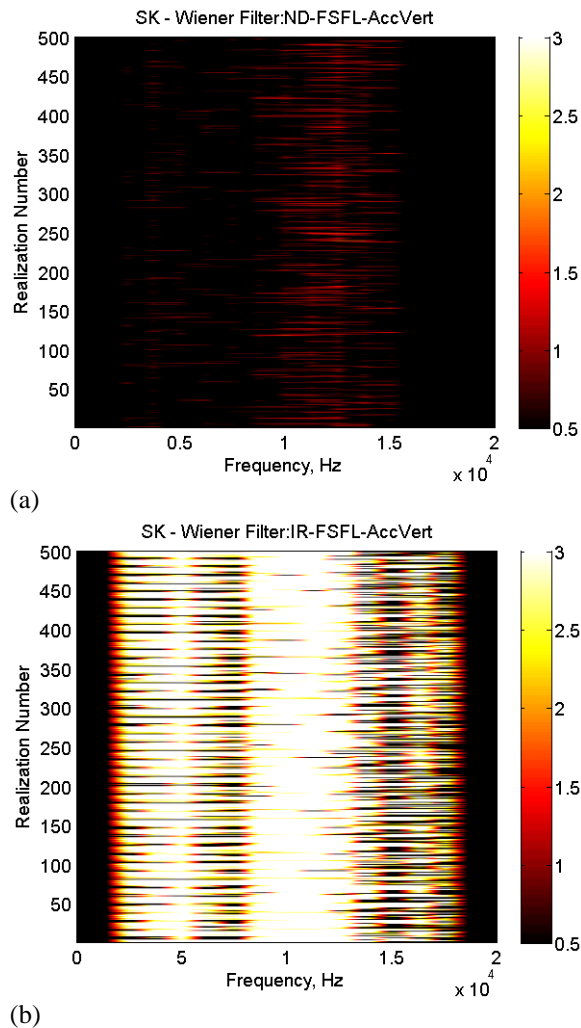 SK - Wiener Filter:ND-FSFL-AccVert
500
450
400
350
300
250
200
150
100
50
Realization Number
0 0.5 1 1.5 2
x 10^4
Frequency, Hz
3
2.5
2
1.5
1
0.5
(a)
SK - Wiener Filter:IR-FSFL-AccVert
500
450
400
350
300
250
200
150
100
50
Realization Number
0 5 1 1.5 20
x 10^4
Frequency, Hz
3
2.5
2
1.5
1
0.5
(b)